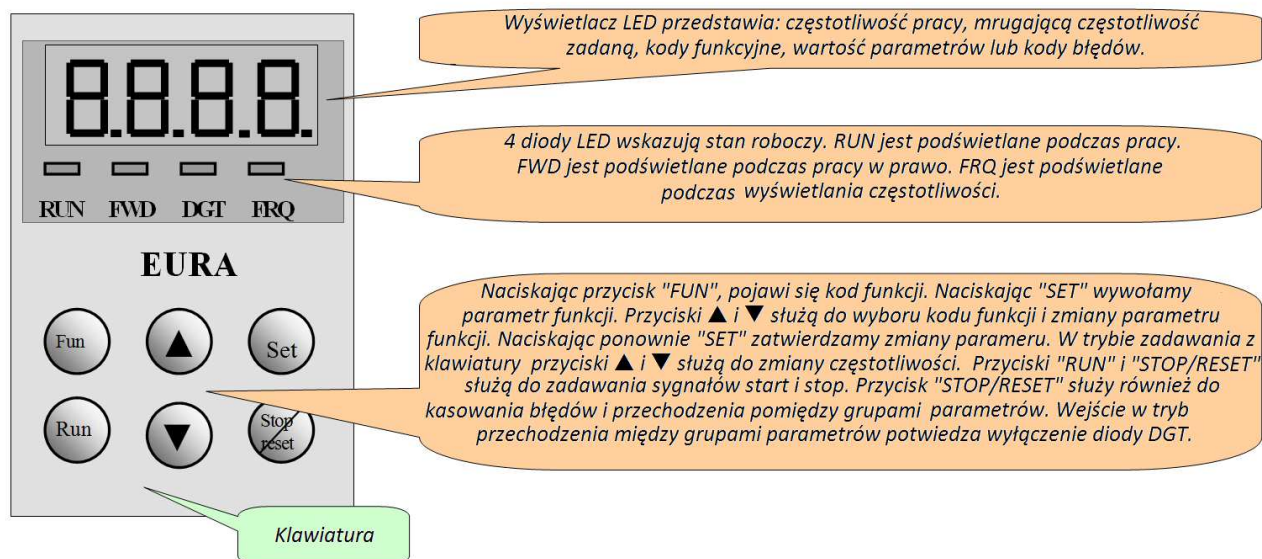 Wyświetlacz LED przedstawia: częstotliwość pracy, mrugającą częstotliwość
zadaną, kody funkcyjne, wartość parametrów lub kody błędów.
8.8.8.8.
4 diody LED wskazują stan roboczy. RUN jest podświetlane podczas pracy.
FWD jest podświetlane podczas pracy w prawo. FRQ jest podświetlane
podczas wyświetlania częstotliwości.
RUN FWD DGT FRQ
EURA
Naciskając przycisk "FUN", pojawi się kod funkcji. Naciskając "SET" wywołamy
parametr funkcji. Przyciski ▲ i ▼ służą do wyboru kodu funkcji i zmiany parametru
funkcji. Naciskając ponownie "SET" zatwierdzamy zmiany parameru. W trybie zadawania z
klawiatury przyciski ▲ i ▼ służą do zmiany częstotliwości. Przyciski "RUN" i "STOP/RESET"
służą do zadawania sygnałów start i stop. Przycisk "STOP/RESET" służy również do
kasowania błędów i przechodzenia pomiędzy grupami parametrów. Wejście w tryb
przechodzenia między grupami parametrów potwiedza wyłączenie diody DGT.
Fun ▲ Set
Run ▼ Stop
reset
Klawiatura